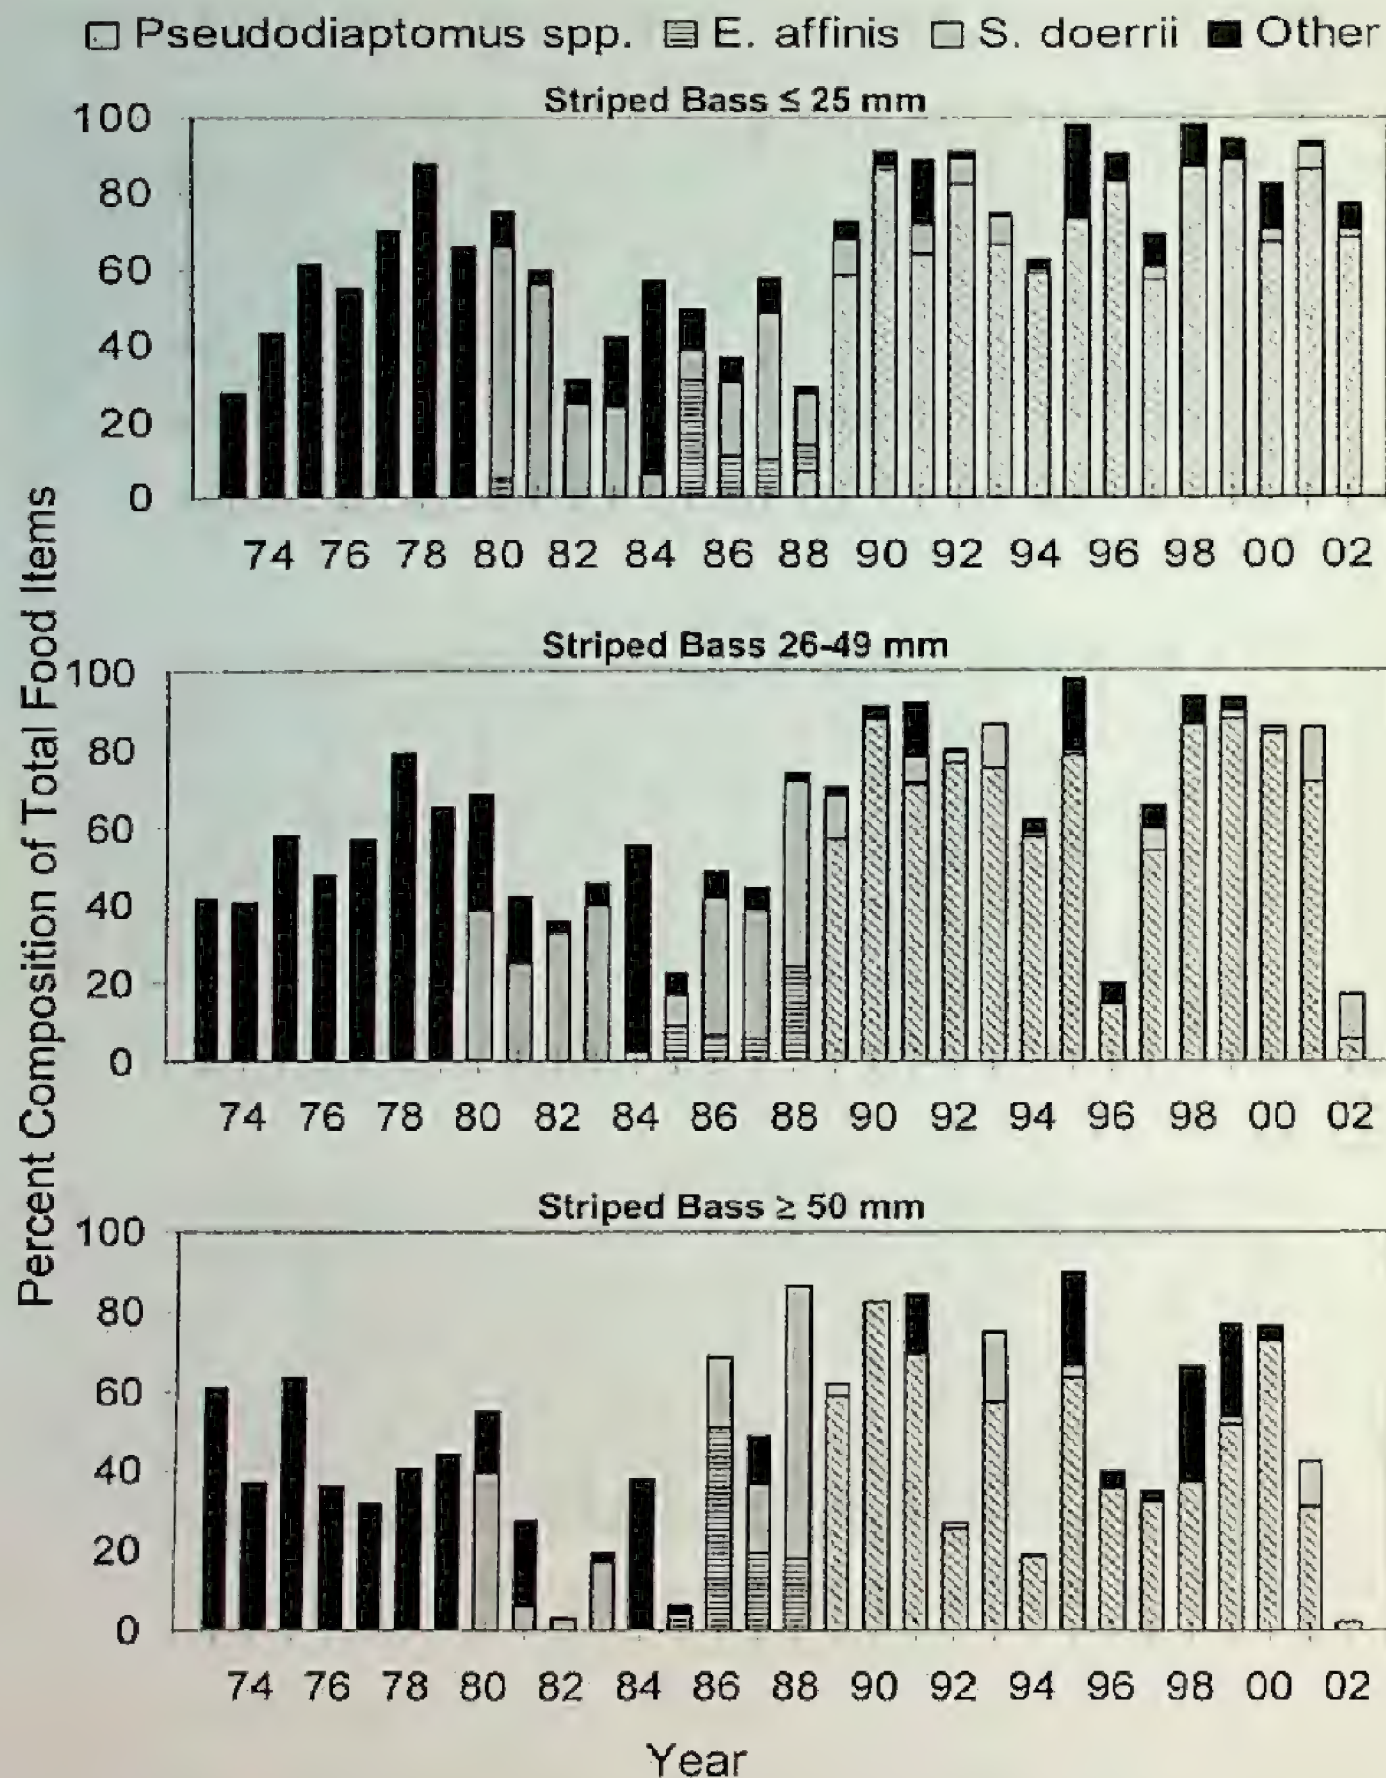 Pseudodiaptomus spp. E. affinis S. doerrii Other
Percent Composition of Total Food Items
Striped Bass ≤ 25 mm
100
80
60
40
20
0
74 76 78 80 82 84 86 88 90 92 94 96 98 00 02
Striped Bass 26-49 mm
100
80
60
40
20
0
74 76 78 80 82 84 86 88 90 92 94 96 98 00 02
Striped Bass ≥ 50 mm
100
80
60
40
20
0
74 76 78 80 82 84 86 88 90 92 94 96 98 00 02
Year